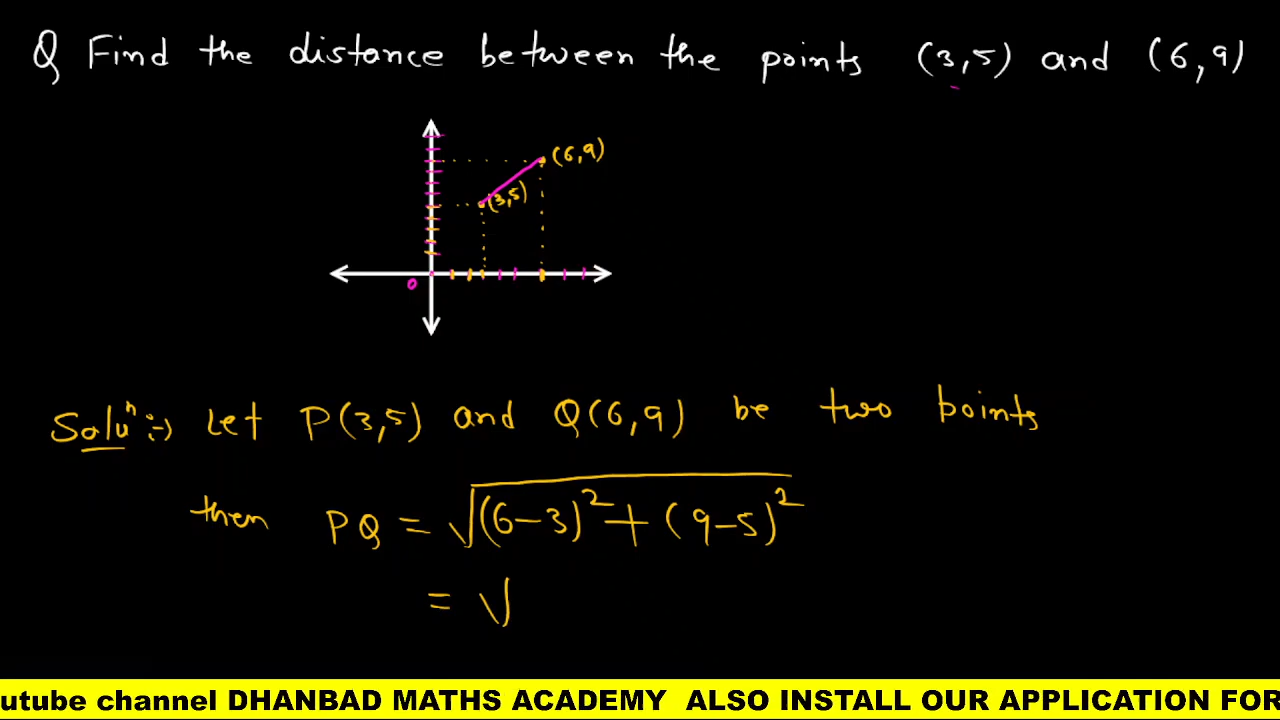 Q Find the distance between the points (3,5) and (6,9)
(6,9)
(3,5)
0
Soluⁿ :-) Let P(3,5) and Q(6,9) be two points
then PQ = √(6-3)² + (9-5)²
= √
utube channel DHANBAD MATHS ACADEMY ALSO INSTALL OUR APPLICATION FOR